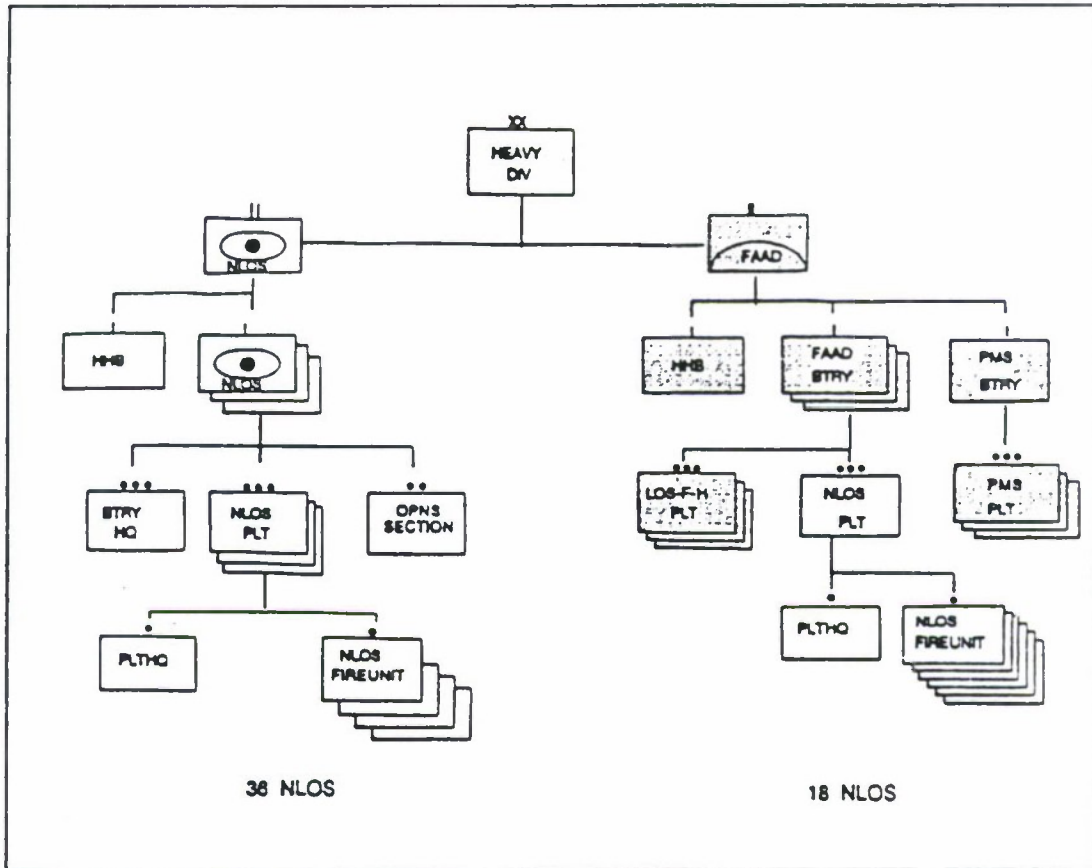 XX
HEAVY
DIV
NLOS
FAAD
HHB
NLOS
HHB
FAAD
BTRY
PMS
BTRY
BTRY
HQ
NLOS
PLT
OPNS
SECTION
LOS-F-H
PLT
NLOS
PLT
PMS
PLT
PLTHQ
NLOS
FIREUNIT
PLTHQ
NLOS
FIREUNIT
36 NLOS
18 NLOS